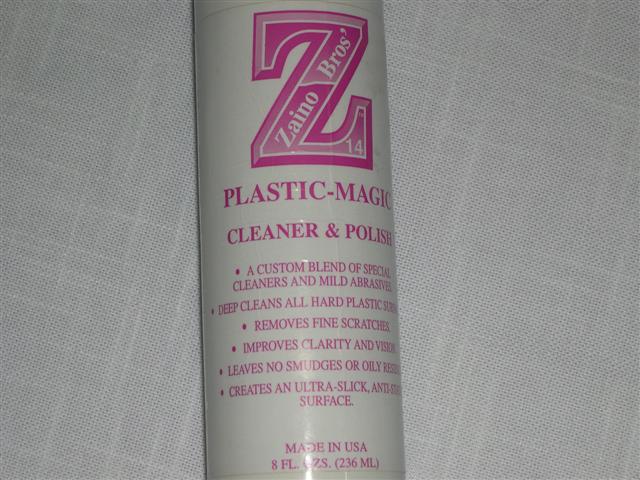 Zaino Bros'
14
PLASTIC-MAGIC
CLEANER & POLISH
• A CUSTOM BLEND OF SPECIAL
CLEANERS AND MILD ABRASIVES.
• DEEP CLEANS ALL HARD PLASTIC
• REMOVES FINE SCRATCHES.
• IMPROVES CLARITY AND VISION.
• LEAVES NO SMUDGES OR OILY
• CREATES AN ULTRA-SLICK,
SURFACE.
MADE IN USA
8 FL. OZS. (236 ML)